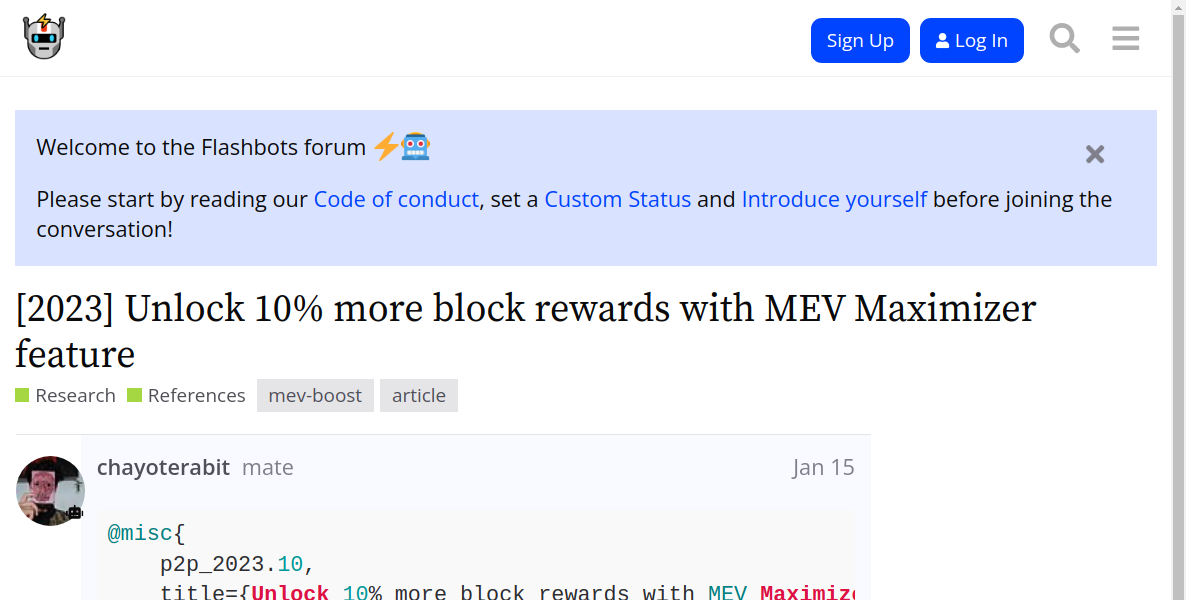 Sign Up
Log In
Welcome to the Flashbots forum
Please start by reading our Code of conduct, set a Custom Status and Introduce yourself before joining the
conversation!
[2023] Unlock 10% more block rewards with MEV Maximizer
feature
Research References mev-boost article
chayoterabit mate Jan 15
@misc{
p2p_2023.10,
title={Unlock 10% more block rewards with MEV Maximize